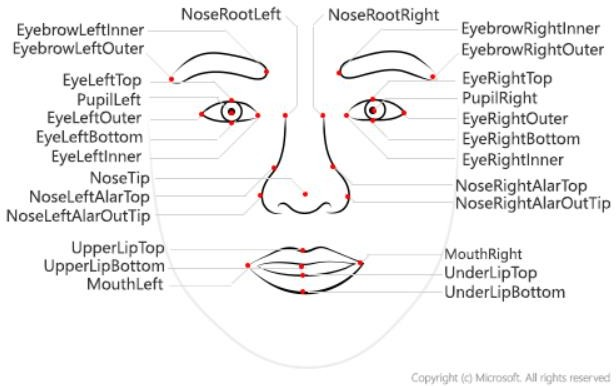 NoseRootLeft
NoseRootRight
EyebrowLeftInner
EyebrowLeftOuter
EyeLeftTop
PupilLeft
EyeLeftOuter
EyeLeftBottom
EyeLeftInner
NoseTip
NoseLeftAlarTop
NoseLeftAlarOutTip
UpperLipTop
UpperLipBottom
MouthLeft
EyebrowRightInner
EyebrowRightOuter
EyeRightTop
PupilRight
EyeRightOuter
EyeRightBottom
EyeRightInner
NoseRightAlarTop
NoseRightAlarOutTip
MouthRight
UnderLipTop
UnderLipBottom
Copyright (c) Microsoft. All rights reserved